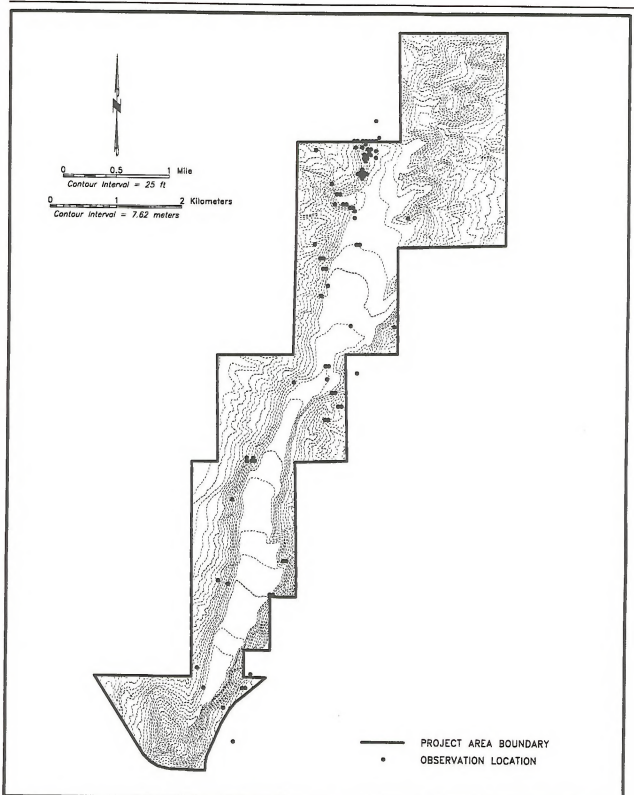 N
0 0.5 1 Mile
Contour Interval = 25 ft
0 1 2 Kilometers
Contour Interval = 7.62 meters
PROJECT AREA BOUNDARY
OBSERVATION LOCATION